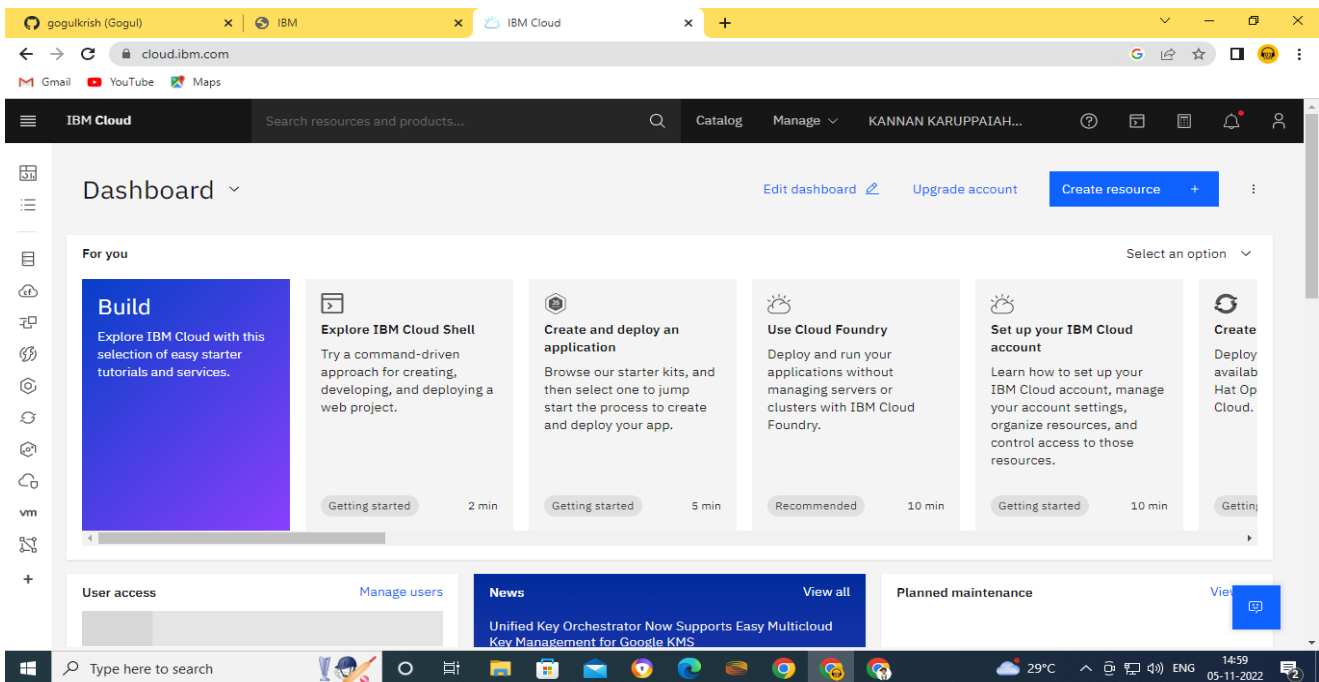 gogulkrish (Gogul)
IBM
IBM Cloud
cloud.ibm.com
Gmail
YouTube
Maps
IBM Cloud
Search resources and products...
Catalog
Manage
KANNAN KARUPPAIAH...
Dashboard
Edit dashboard
Upgrade account
Create resource +
For you
Select an option
Build
Explore IBM Cloud with this
selection of easy starter
tutorials and services.
Explore IBM Cloud Shell
Try a command-driven
approach for creating,
developing, and deploying a
web project.
Getting started
2 min
Create and deploy an
application
Browse our starter kits, and
then select one to jump
start the process to create
and deploy your app.
Getting started
5 min
Use Cloud Foundry
Deploy and run your
applications without
managing servers or
clusters with IBM Cloud
Foundry.
Recommended
10 min
Set up your IBM Cloud
account
Learn how to set up your
IBM Cloud account, manage
your account settings,
organize resources, and
control access to those
resources.
Getting started
10 min
Create
Deploy
availab
Hat Op
Cloud.
Getting
vm
User access
Manage users
News
View all
Unified Key Orchestrator Now Supports Easy Multicloud
Key Management for Google KMS
Planned maintenance
Type here to search
29°C
ENG
14:59
05-11-2022
2